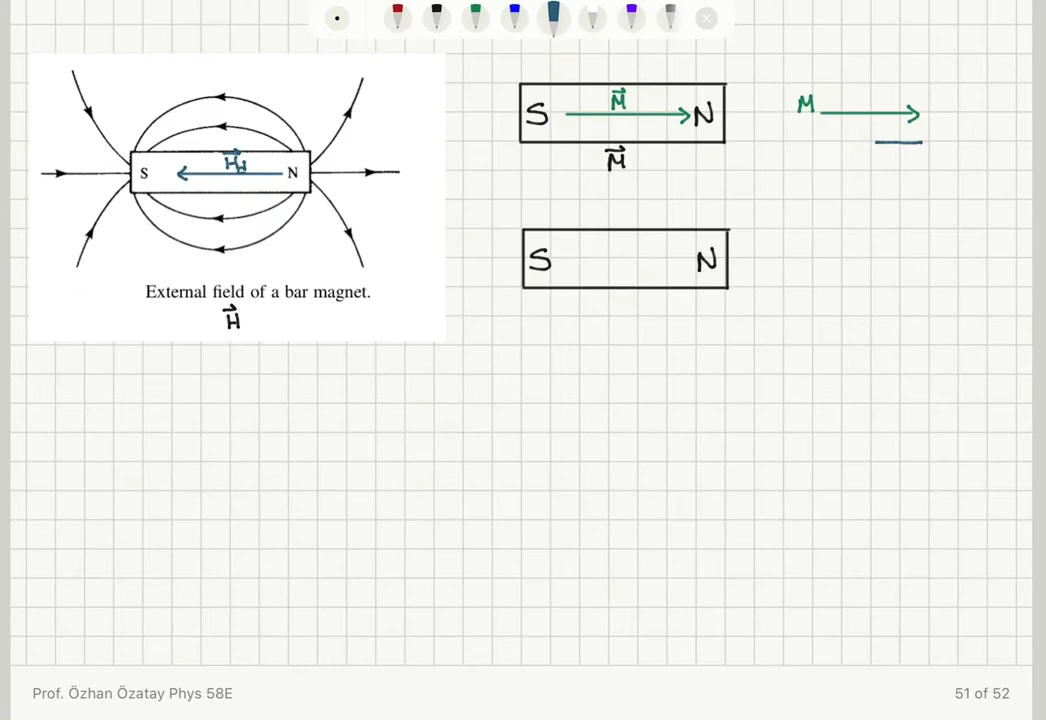 S H⃗d N
External field of a bar magnet.
H⃗
S M⃗ N
M⃗
M
S N
Prof. Özhan Özatay Phys 58E
51 of 52